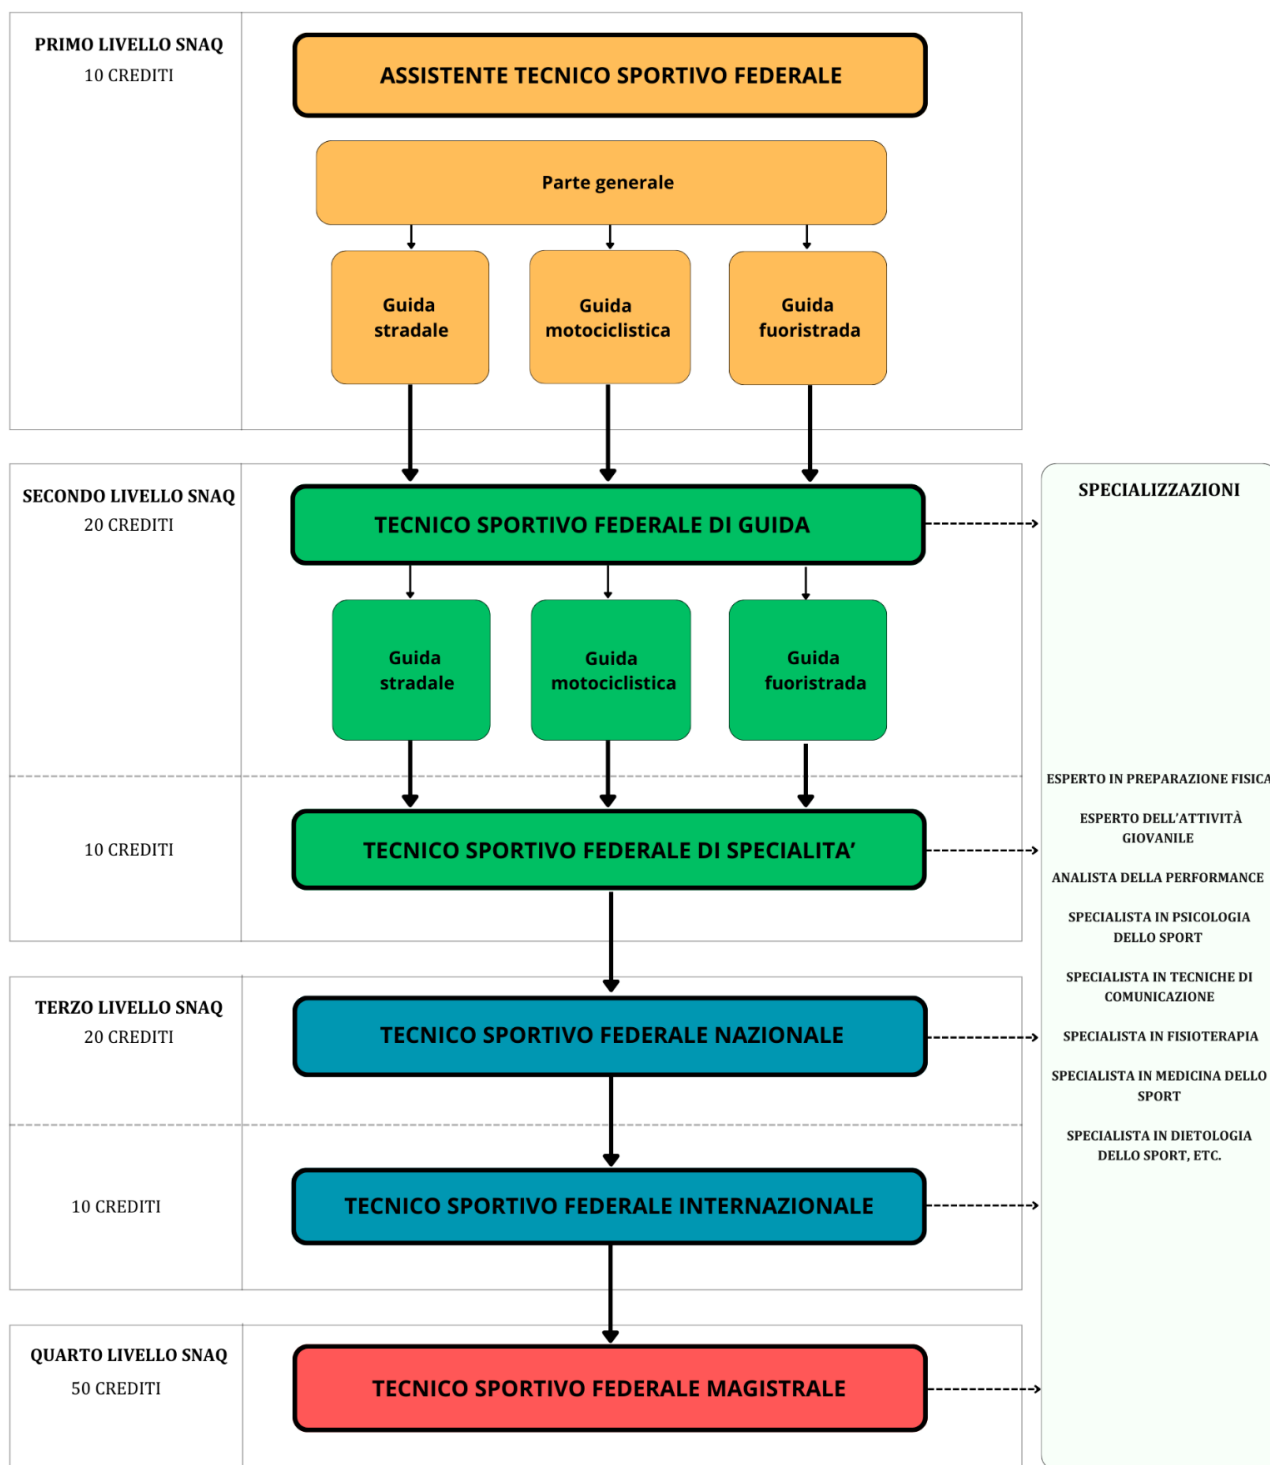 PRIMO LIVELLO SNAQ
10 CREDITI
ASSISTENTE TECNICO SPORTIVO FEDERALE
Parte generale
Guida
stradale
Guida
motociclistica
Guida
fuoristrada
SECONDO LIVELLO SNAQ
20 CREDITI
TECNICO SPORTIVO FEDERALE DI GUIDA
Guida
stradale
Guida
motociclistica
Guida
fuoristrada
10 CREDITI
TECNICO SPORTIVO FEDERALE DI SPECIALITA’
TERZO LIVELLO SNAQ
20 CREDITI
TECNICO SPORTIVO FEDERALE NAZIONALE
10 CREDITI
TECNICO SPORTIVO FEDERALE INTERNAZIONALE
QUARTO LIVELLO SNAQ
50 CREDITI
TECNICO SPORTIVO FEDERALE MAGISTRALE
SPECIALIZZAZIONI
ESPERTO IN PREPARAZIONE FISICA
ESPERTO DELL’ATTIVITÀ
GIOVANILE
ANALISTA DELLA PERFORMANCE
SPECIALISTA IN PSICOLOGIA
DELLO SPORT
SPECIALISTA IN TECNICHE DI
COMUNICAZIONE
SPECIALISTA IN FISIOTERAPIA
SPECIALISTA IN MEDICINA DELLO
SPORT
SPECIALISTA IN DIETOLOGIA
DELLO SPORT, ETC.